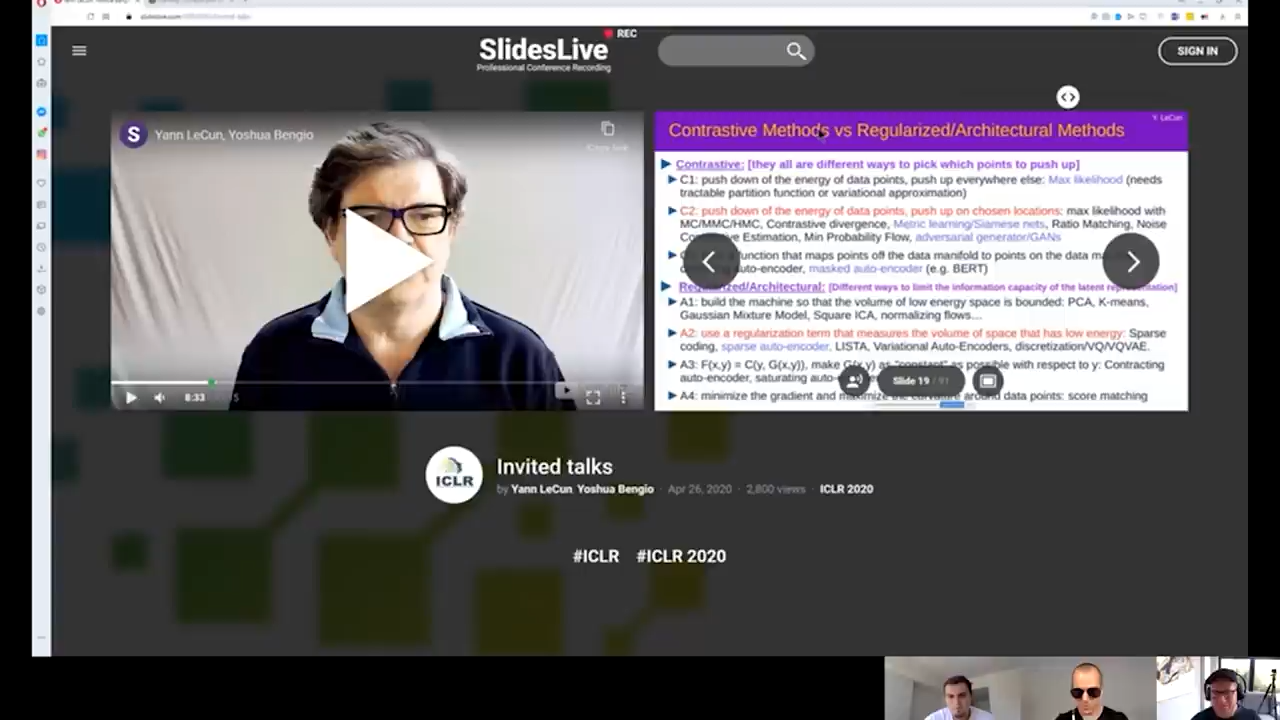 REC
SlidesLive
Professional Conference Recording
SIGN IN
S Yann LeCun, Yoshua Bengio
8:33
Y. LeCun
Contrastive Methods vs Regularized/Architectural Methods
Contrastive: [they all are different ways to pick which points to push up]
C1: push down of the energy of data points, push up everywhere else: Max likelihood (needs
tractable partition function or variational approximation)
C2: push down of the energy of data points, push up on chosen locations: max likelihood with
MC/MMC/HMC, Contrastive divergence, Metric learning/Siamese nets, Ratio Matching, Noise
Estimation, Min Probability Flow, adversarial generator/GANs
function that maps points off the data manifold to points on the data
auto-encoder, masked auto-encoder (e.g. BERT)
Regularized/Architectural: [Different ways to limit the information capacity of the latent representation]
A1: build the machine so that the volume of low energy space is bounded: PCA, K-means,
Gaussian Mixture Model, Square ICA, normalizing flows...
A2: use a regularization term that measures the volume of space that has low energy: Sparse
coding, sparse auto-encoder, LISTA, Variational Auto-Encoders, discretization/VQ/VQVAE.
A3: F(x,y) = C(y, G(x,y)), make G(x,y) as "constant" as possible with respect to y: Contracting
auto-encoder, saturating
Slide 19 / 91
A4: minimize the gradient and maximize the curvature around data points: score matching
ICLR
Invited talks
by Yann LeCun, Yoshua Bengio · Apr 26, 2020 · 2,800 views · ICLR 2020
#ICLR #ICLR 2020